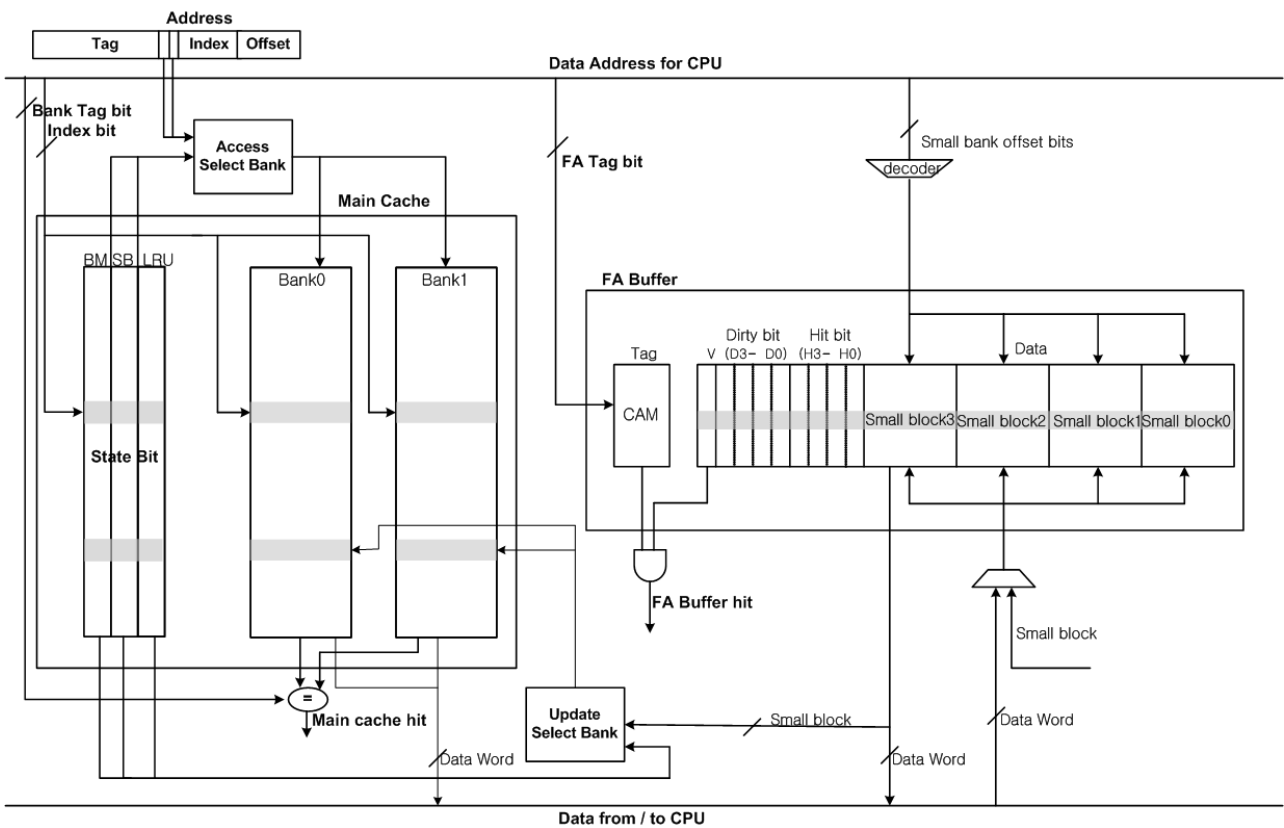 Address
Tag Index Offset
Data Address for CPU
Bank Tag bit
Index bit
Access
Select Bank
FA Tag bit
Small bank offset bits
decoder
Main Cache
BM SB LRU
Bank0
Bank1
FA Buffer
Dirty bit
Hit bit
Tag
V (D3- D0) (H3- H0)
Data
CAM
Small block3 Small block2 Small block1 Small block0
State Bit
FA Buffer hit
Small block
=
Main cache hit
Update
Select Bank
Small block
Data Word
Data Word
Data Word
Data from / to CPU